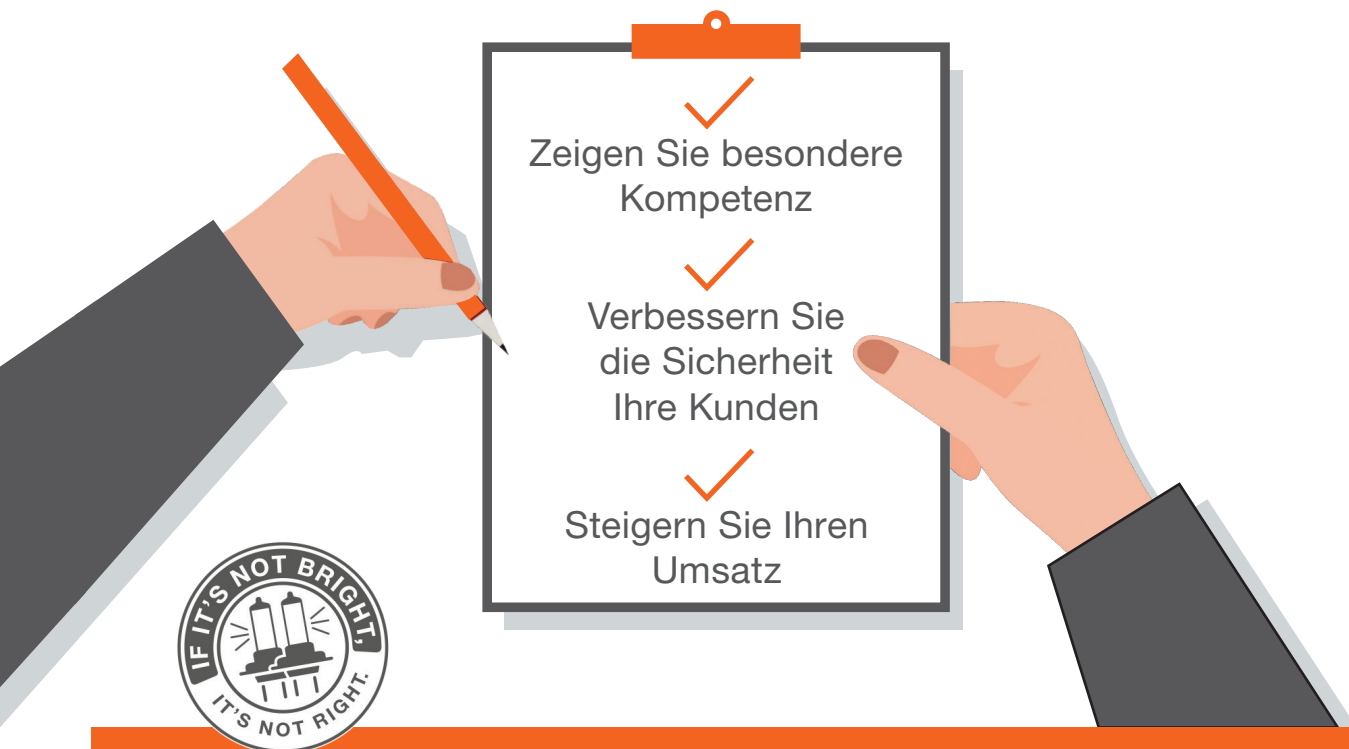 Zeigen Sie besondere
Kompetenz
Verbessern Sie
die Sicherheit
Ihre Kunden
Steigern Sie Ihren
Umsatz
IF IT'S NOT BRIGHT,
IT'S NOT RIGHT.